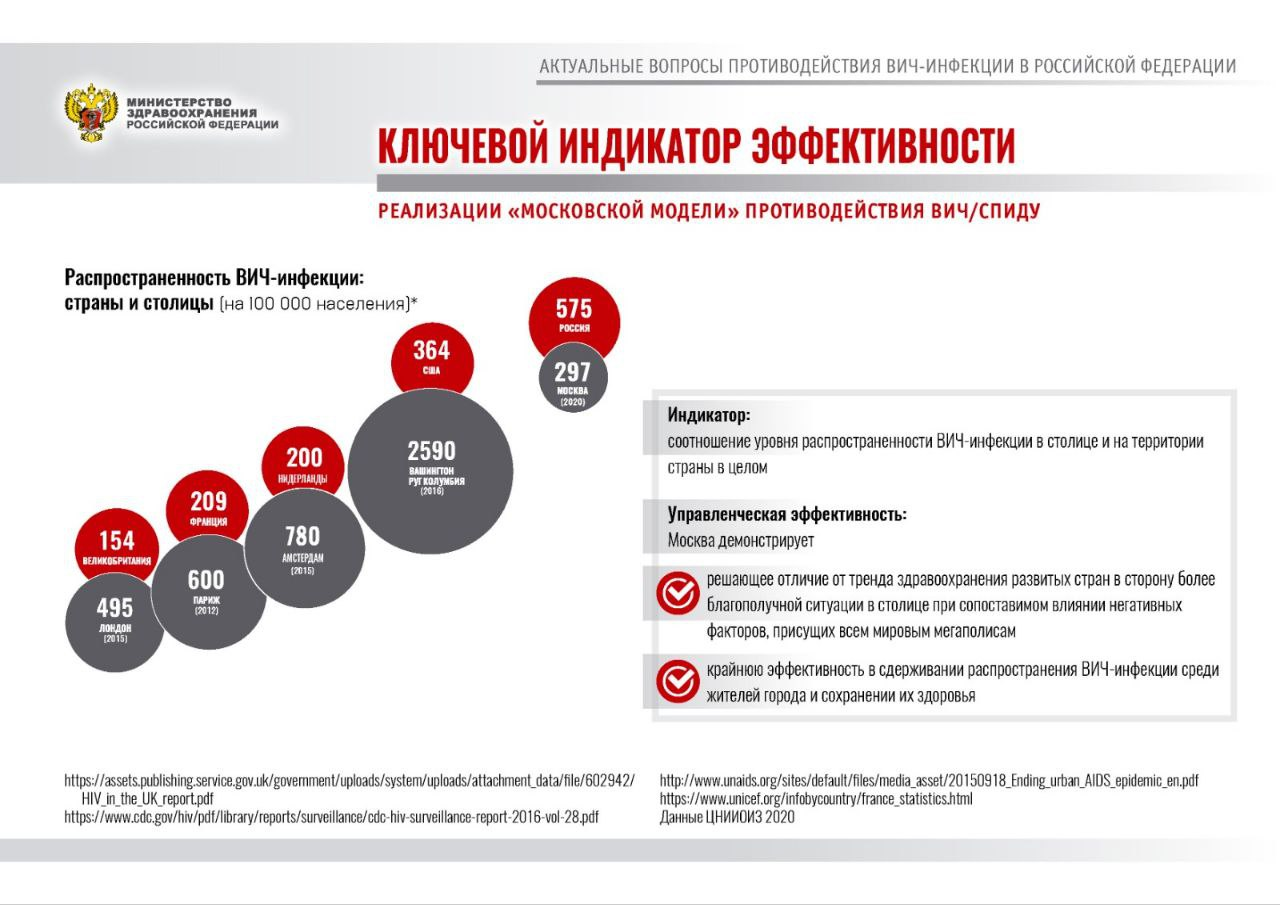 АКТУАЛЬНЫЕ ВОПРОСЫ ПРОТИВОДЕЙСТВИЯ ВИЧ-ИНФЕКЦИИ В РОССИЙСКОЙ ФЕДЕРАЦИИ
МИНИСТЕРСТВО
ЗДРАВООХРАНЕНИЯ
РОССИЙСКОЙ ФЕДЕРАЦИИ
КЛЮЧЕВОЙ ИНДИКАТОР ЭФФЕКТИВНОСТИ
РЕАЛИЗАЦИИ «МОСКОВСКОЙ МОДЕЛИ» ПРОТИВОДЕЙСТВИЯ ВИЧ/СПИДУ
Распространенность ВИЧ-инфекции:
страны и столицы (на 100 000 населения)*
154
ВЕЛИКОБРИТАНИЯ
495
ЛОНДОН
(2015)
209
ФРАНЦИЯ
600
ПАРИЖ
(2012)
200
НИДЕРЛАНДЫ
780
АМСТЕРДАН
(2015)
364
США
2590
ВАШИНГТОН
РУГ КОЛУМБИЯ
(2016)
575
РОССИЯ
297
МОСКВА
(2020)
Индикатор:
соотношение уровня распространенности ВИЧ-инфекции в столице и на территории
страны в целом
Управленческая эффективность:
Москва демонстрирует
решающее отличие от тренда здравоохранения развитых стран в сторону более
благополучной ситуации в столице при сопоставимом влиянии негативных
факторов, присущих всем мировым мегаполисам
крайнюю эффективность в сдерживании распространения ВИЧ-инфекции среди
жителей города и сохранении их здоровья
https://assets.publishing.service.gov.uk/government/uploads/system/uploads/attachment_data/file/602942/
HIV_in_the_UK_report.pdf
https://www.cdc.gov/hiv/pdf/library/reports/surveillance/cdc-hiv-surveillance-report-2016-vol-28.pdf
http://www.unaids.org/sites/default/files/media_asset/20150918_Ending_urban_AIDS_epidemic_en.pdf
https://www.unicef.org/infobycountry/france_statistics.html
Данные ЦНИИОИЗ 2020